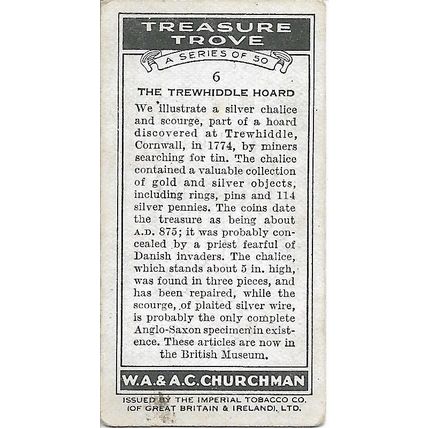 TREASURE
TROVE
A SERIES OF 50
6
THE TREWHIDDLE HOARD
We illustrate a silver chalice
and scourge, part of a hoard
discovered at Trewhiddle,
Cornwall, in 1774, by miners
searching for tin. The chalice
contained a valuable collection
of gold and silver objects,
including rings, pins and 114
silver pennies. The coins date
the treasure as being about
A.D. 875; it was probably con-
cealed by a priest fearful of
Danish invaders. The chalice,
which stands about 5 in. high,
was found in three pieces, and
has been repaired, while the
scourge, of plaited silver wire,
is probably the only complete
Anglo-Saxon specimen in exist-
ence. These articles are now in
the British Museum.
W.A. & A.C. CHURCHMAN
ISSUED BY THE IMPERIAL TOBACCO CO.
(OF GREAT BRITAIN & IRELAND), LTD.